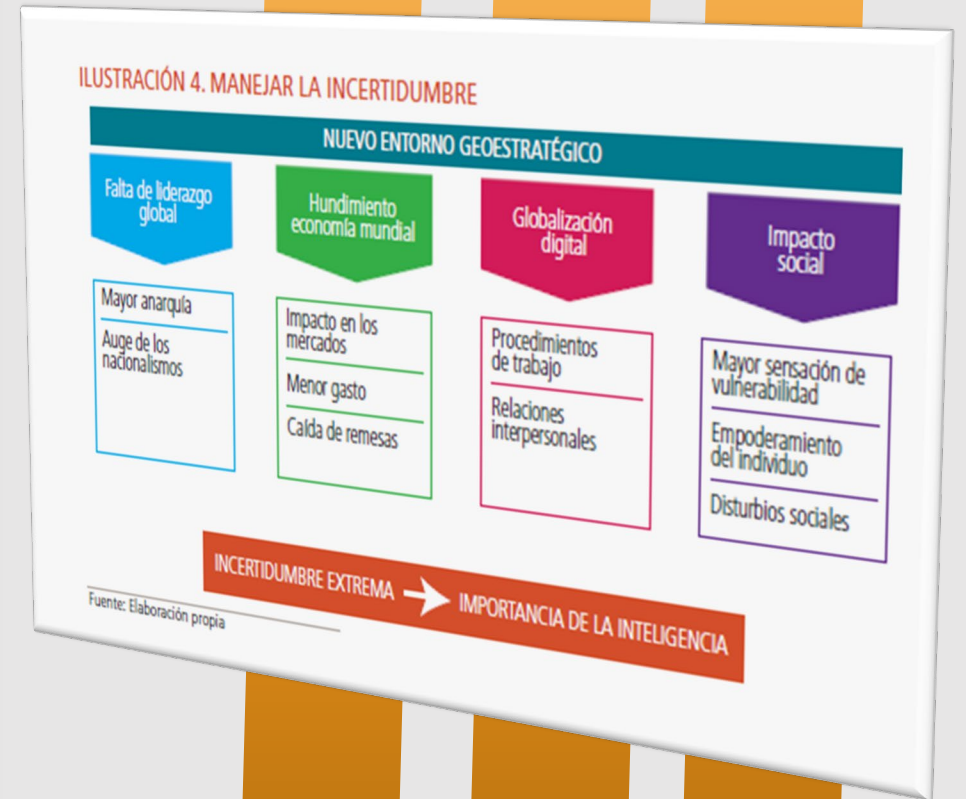 ILUSTRACIÓN 4. MANEJAR LA INCERTIDUMBRE
NUEVO ENTORNO GEOESTRATÉGICO
Falta de liderazgo
global
Mayor anarquía
Auge de los
nacionalismos
Hundimiento
economía mundial
Impacto en los
mercados
Menor gasto
Caída de remesas
Globalización
digital
Procedimientos
de trabajo
Relaciones
interpersonales
Impacto
social
Mayor sensación de
vulnerabilidad
Empoderamiento
del individuo
Disturbios sociales
INCERTIDUMBRE EXTREMA → IMPORTANCIA DE LA INTELIGENCIA
Fuente: Elaboración propia